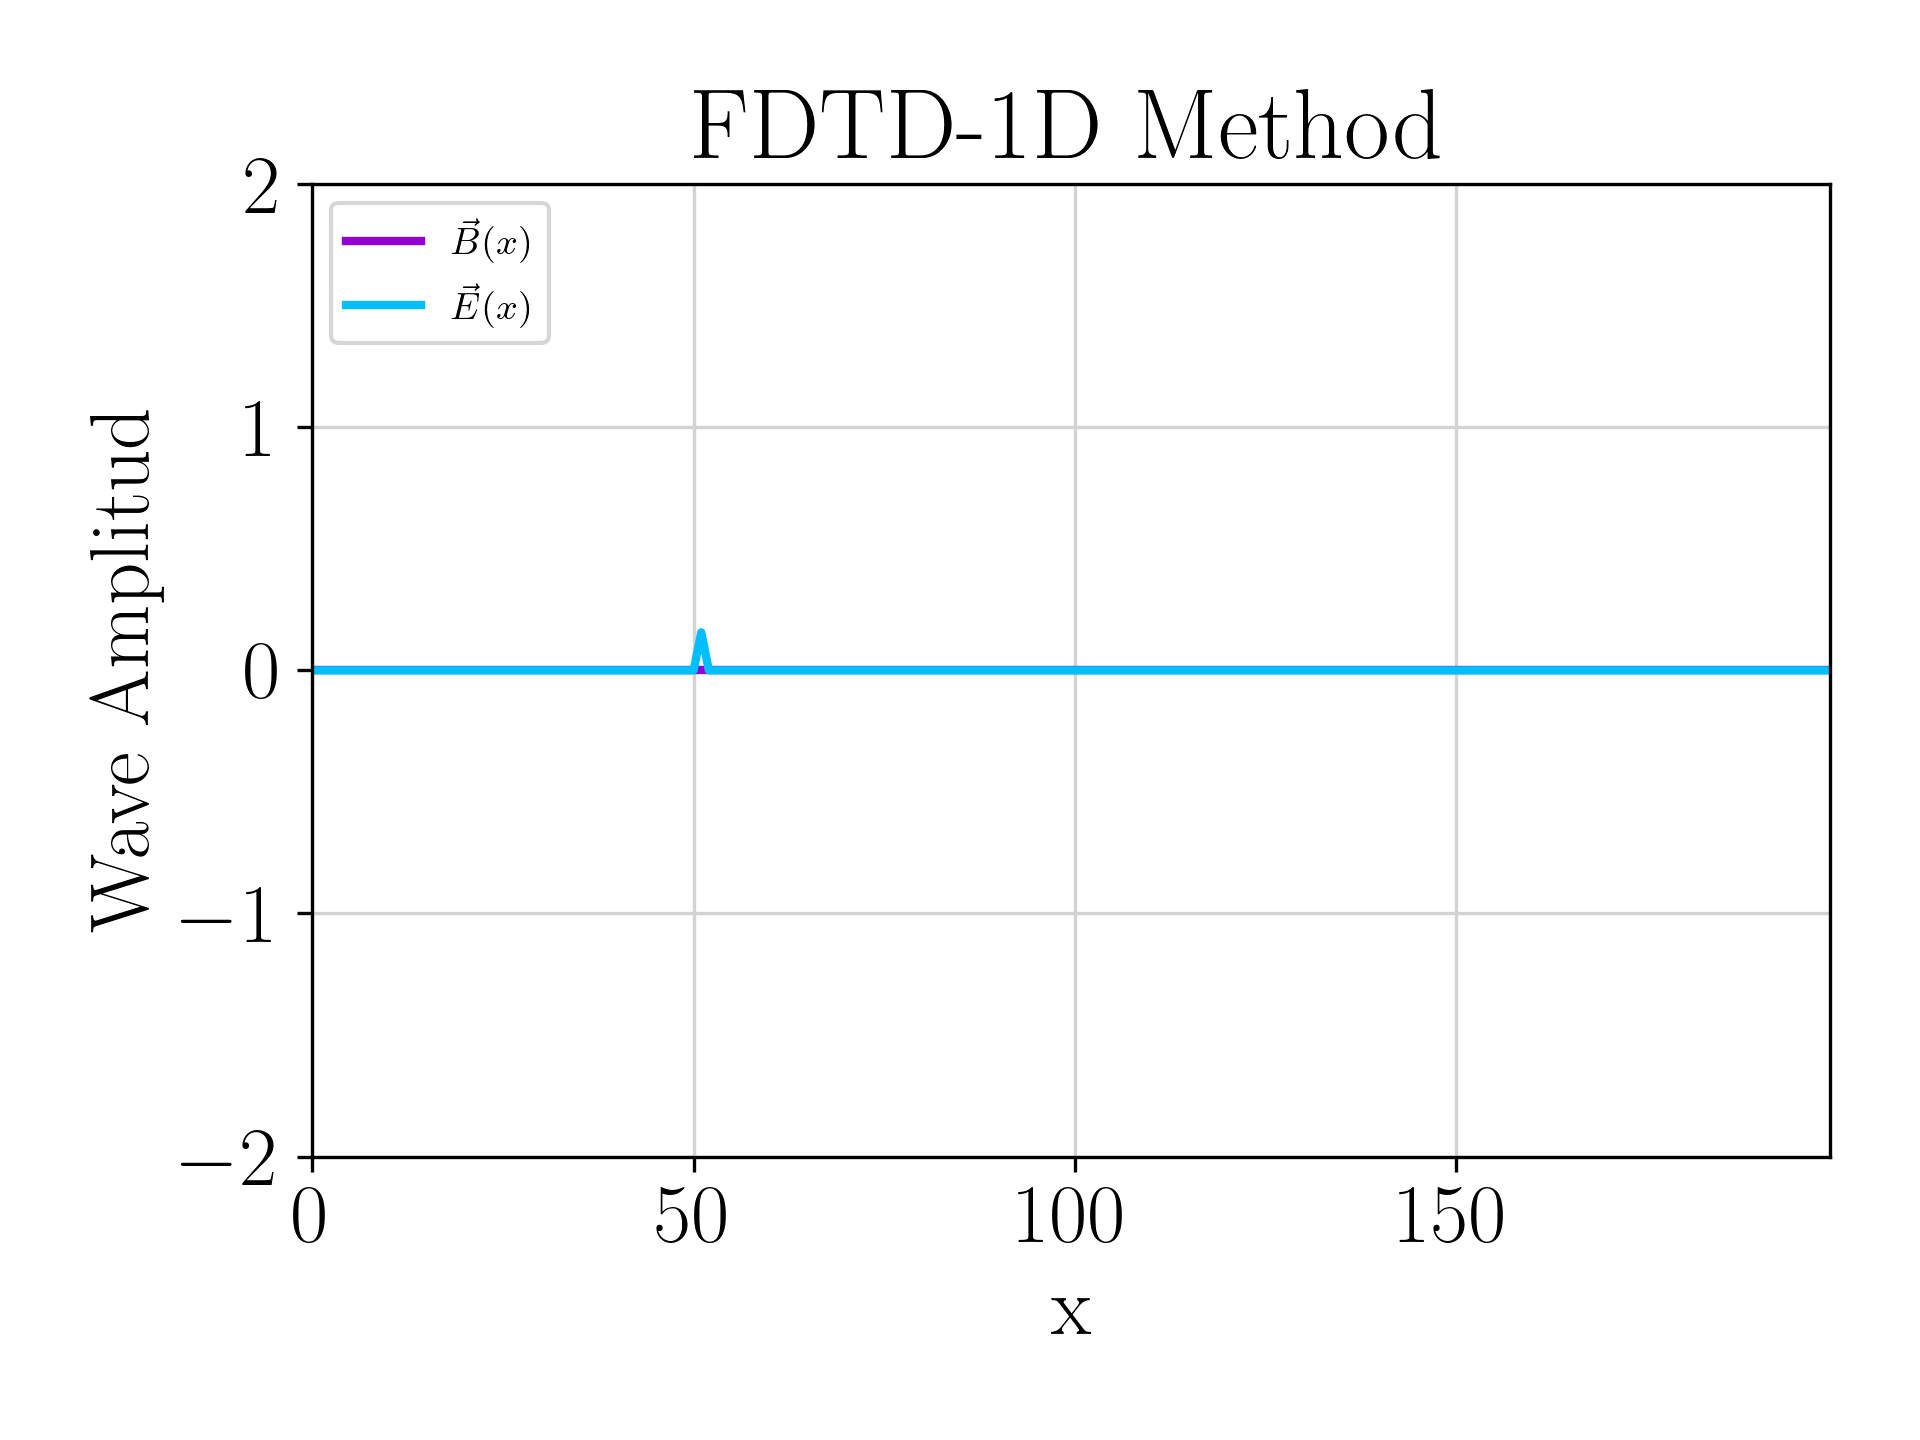 FDTD-1D Method
2
1
0
−1
−2
Wave Amplitud
B⃗(x)
E⃗(x)
0 50 100 150
x